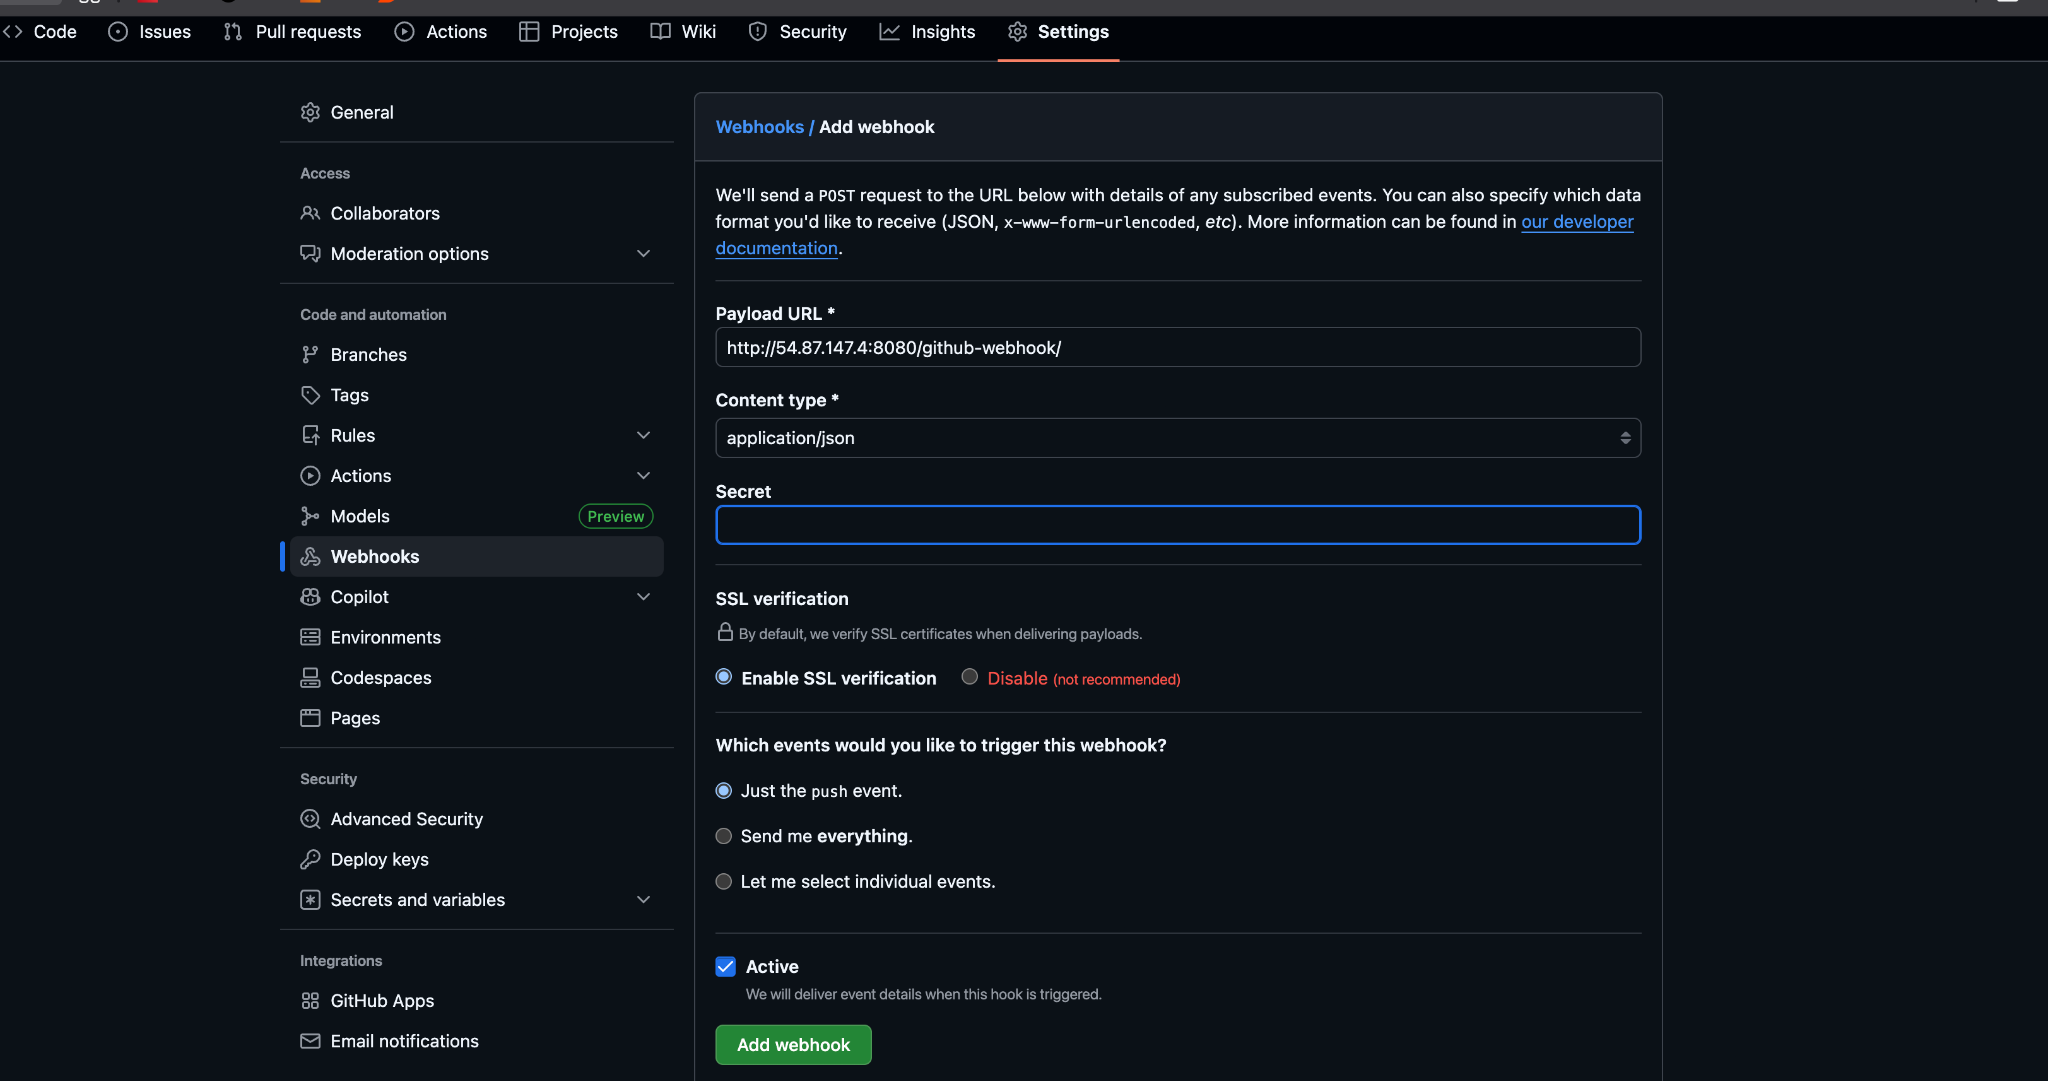 Code Issues Pull requests Actions Projects Wiki Security Insights Settings
General
Access
Collaborators
Moderation options
Code and automation
Branches
Tags
Rules
Actions
Models Preview
Webhooks
Copilot
Environments
Codespaces
Pages
Security
Advanced Security
Deploy keys
Secrets and variables
Integrations
GitHub Apps
Email notifications
Webhooks / Add webhook
We'll send a POST request to the URL below with details of any subscribed events. You can also specify which data
format you'd like to receive (JSON, x-www-form-urlencoded, etc). More information can be found in our developer
documentation.
Payload URL *
http://54.87.147.4:8080/github-webhook/
Content type *
application/json
Secret
SSL verification
By default, we verify SSL certificates when delivering payloads.
Enable SSL verification Disable (not recommended)
Which events would you like to trigger this webhook?
Just the push event.
Send me everything.
Let me select individual events.
Active
We will deliver event details when this hook is triggered.
Add webhook